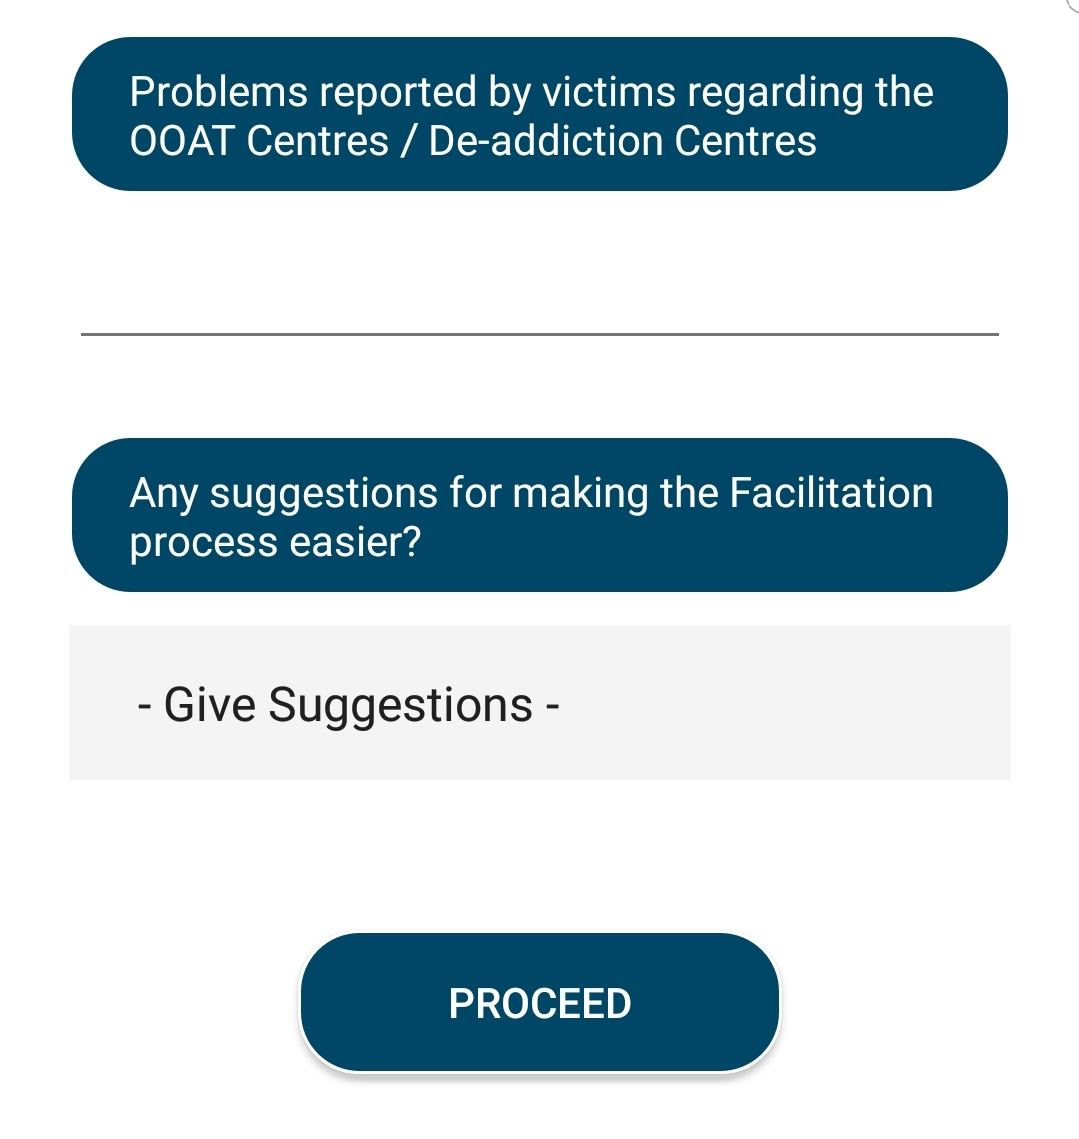 Problems reported by victims regarding the
OOAT Centres / De-addiction Centres
Any suggestions for making the Facilitation
process easier?
- Give Suggestions -
PROCEED